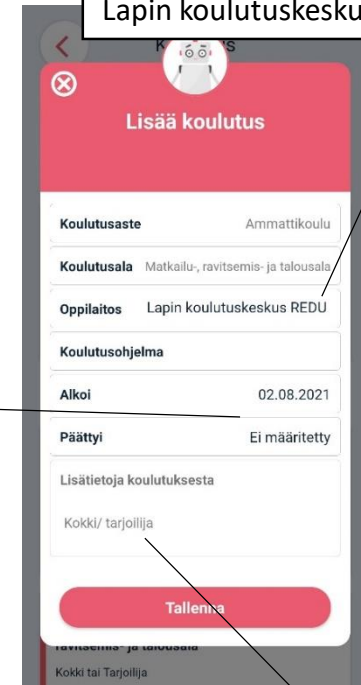 Lapin koulutuskesku
Lisää koulutus
Koulutusaste Ammattikoulu
Koulutusala Matkailu-, ravitsemis- ja talousala
Oppilaitos Lapin koulutuskeskus REDU
Koulutusohjelma
Alkoi 02.08.2021
Päättyi Ei määritetty
Lisätietoja koulutuksesta
Kokki/ tarjoilija
Tallenna
ravitsemis- ja talousala
Kokki tai Tarjoilija